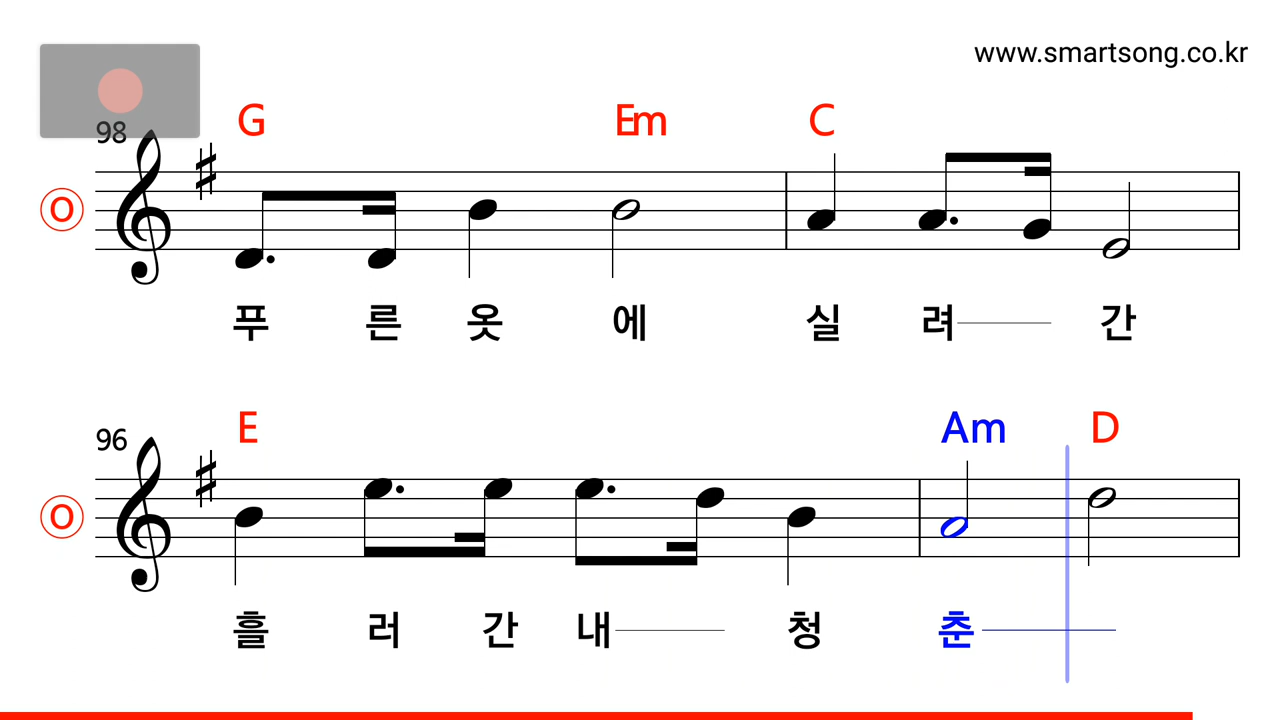 www.smartsong.co.kr
98
G Em C
O
푸 른 옷 에 실 려 간
96
E Am D
O
흘 러 간 내 청 춘